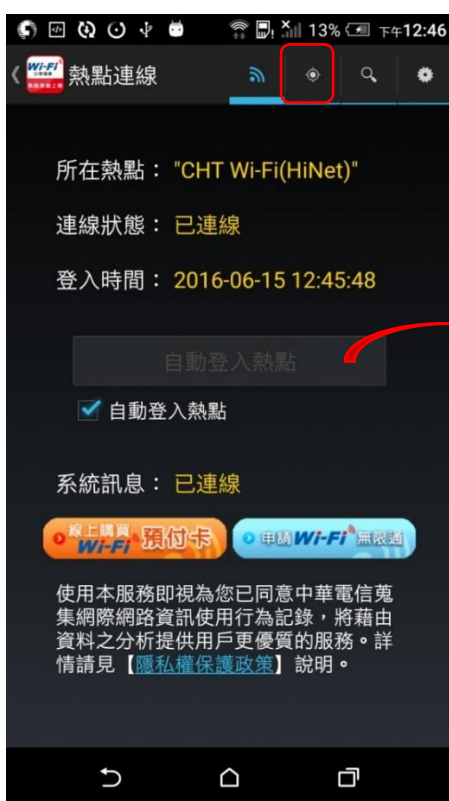 13% 下午12:46
Wi-Fi 熱點連線
所在熱點： "CHT Wi-Fi(HiNet)"
連線狀態： 已連線
登入時間： 2016-06-15 12:45:48
自動登入熱點
自動登入熱點
系統訊息： 已連線
線上購買 Wi-Fi 預付卡 申請 Wi-Fi 無限通
使用本服務即視為您已同意中華電信蒐
集網際網路資訊使用行為記錄，將藉由
資料之分析提供用戶更優質的服務。詳
情請見【隱私權保護政策】說明。